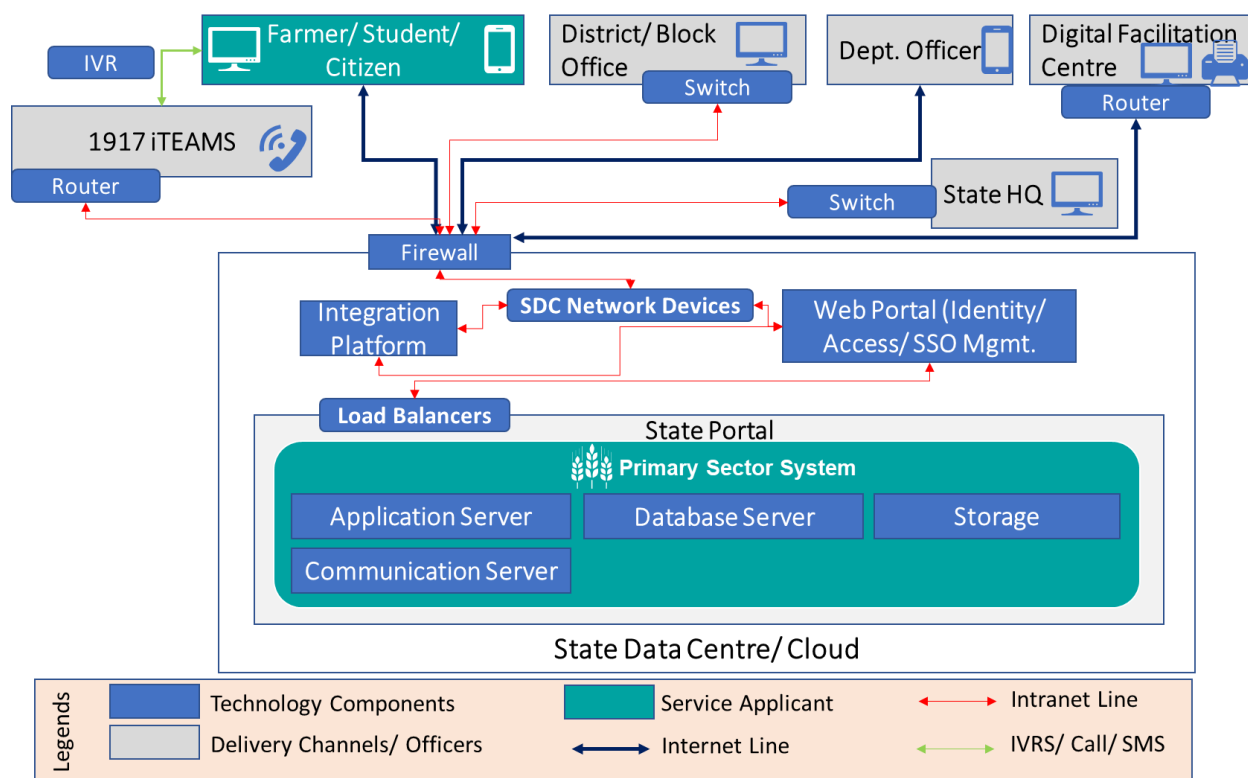 IVR
Farmer/ Student/
Citizen
District/ Block
Office
Switch
Dept. Officer
Digital Facilitation
Centre
Router
1917 iTEAMS
Router
State HQ
Switch
Firewall
SDC Network Devices
Integration
Platform
Web Portal (Identity/
Access/ SSO Mgmt.
Load Balancers
State Portal
Primary Sector System
Application Server
Database Server
Storage
Communication Server
State Data Centre/ Cloud
Legends
Technology Components
Service Applicant
Intranet Line
Delivery Channels/ Officers
Internet Line
IVRS/ Call/ SMS